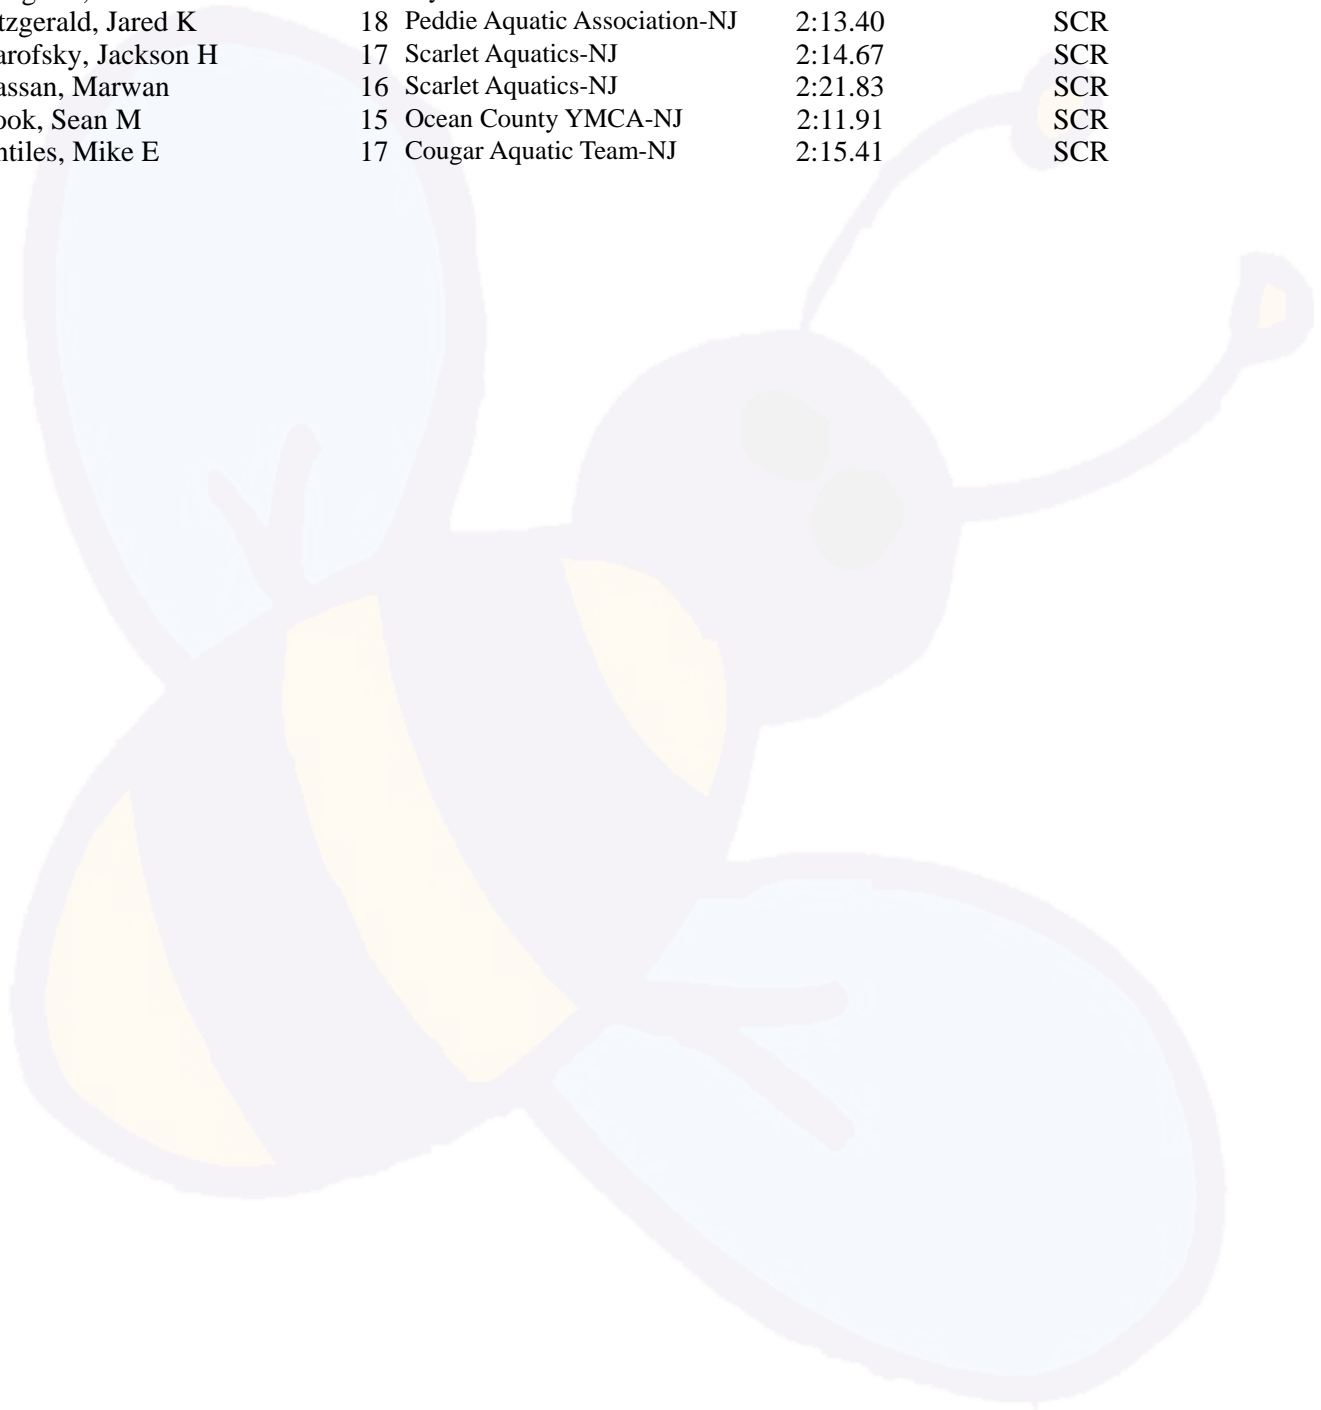 tzgerald, Jared K 18 Peddie Aquatic Association-NJ 2:13.40 SCR
arofsky, Jackson H 17 Scarlet Aquatics-NJ 2:14.67 SCR
assan, Marwan 16 Scarlet Aquatics-NJ 2:21.83 SCR
ook, Sean M 15 Ocean County YMCA-NJ 2:11.91 SCR
ntiles, Mike E 17 Cougar Aquatic Team-NJ 2:15.41 SCR